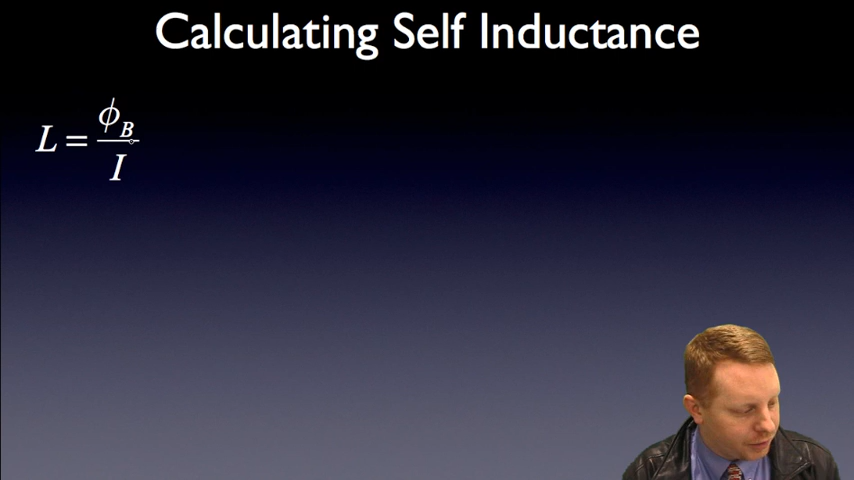 Calculating Self Inductance
L = ϕ_B / I